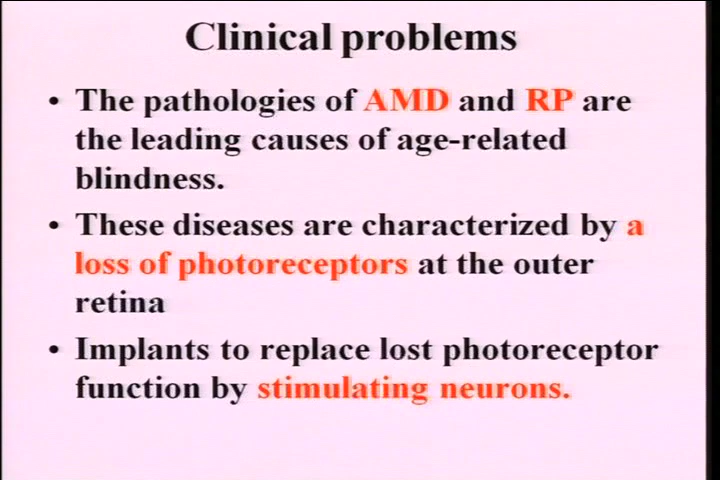 Clinical problems
• The pathologies of AMD and RP are
the leading causes of age-related
blindness.
• These diseases are characterized by a
loss of photoreceptors at the outer
retina
• Implants to replace lost photoreceptor
function by stimulating neurons.